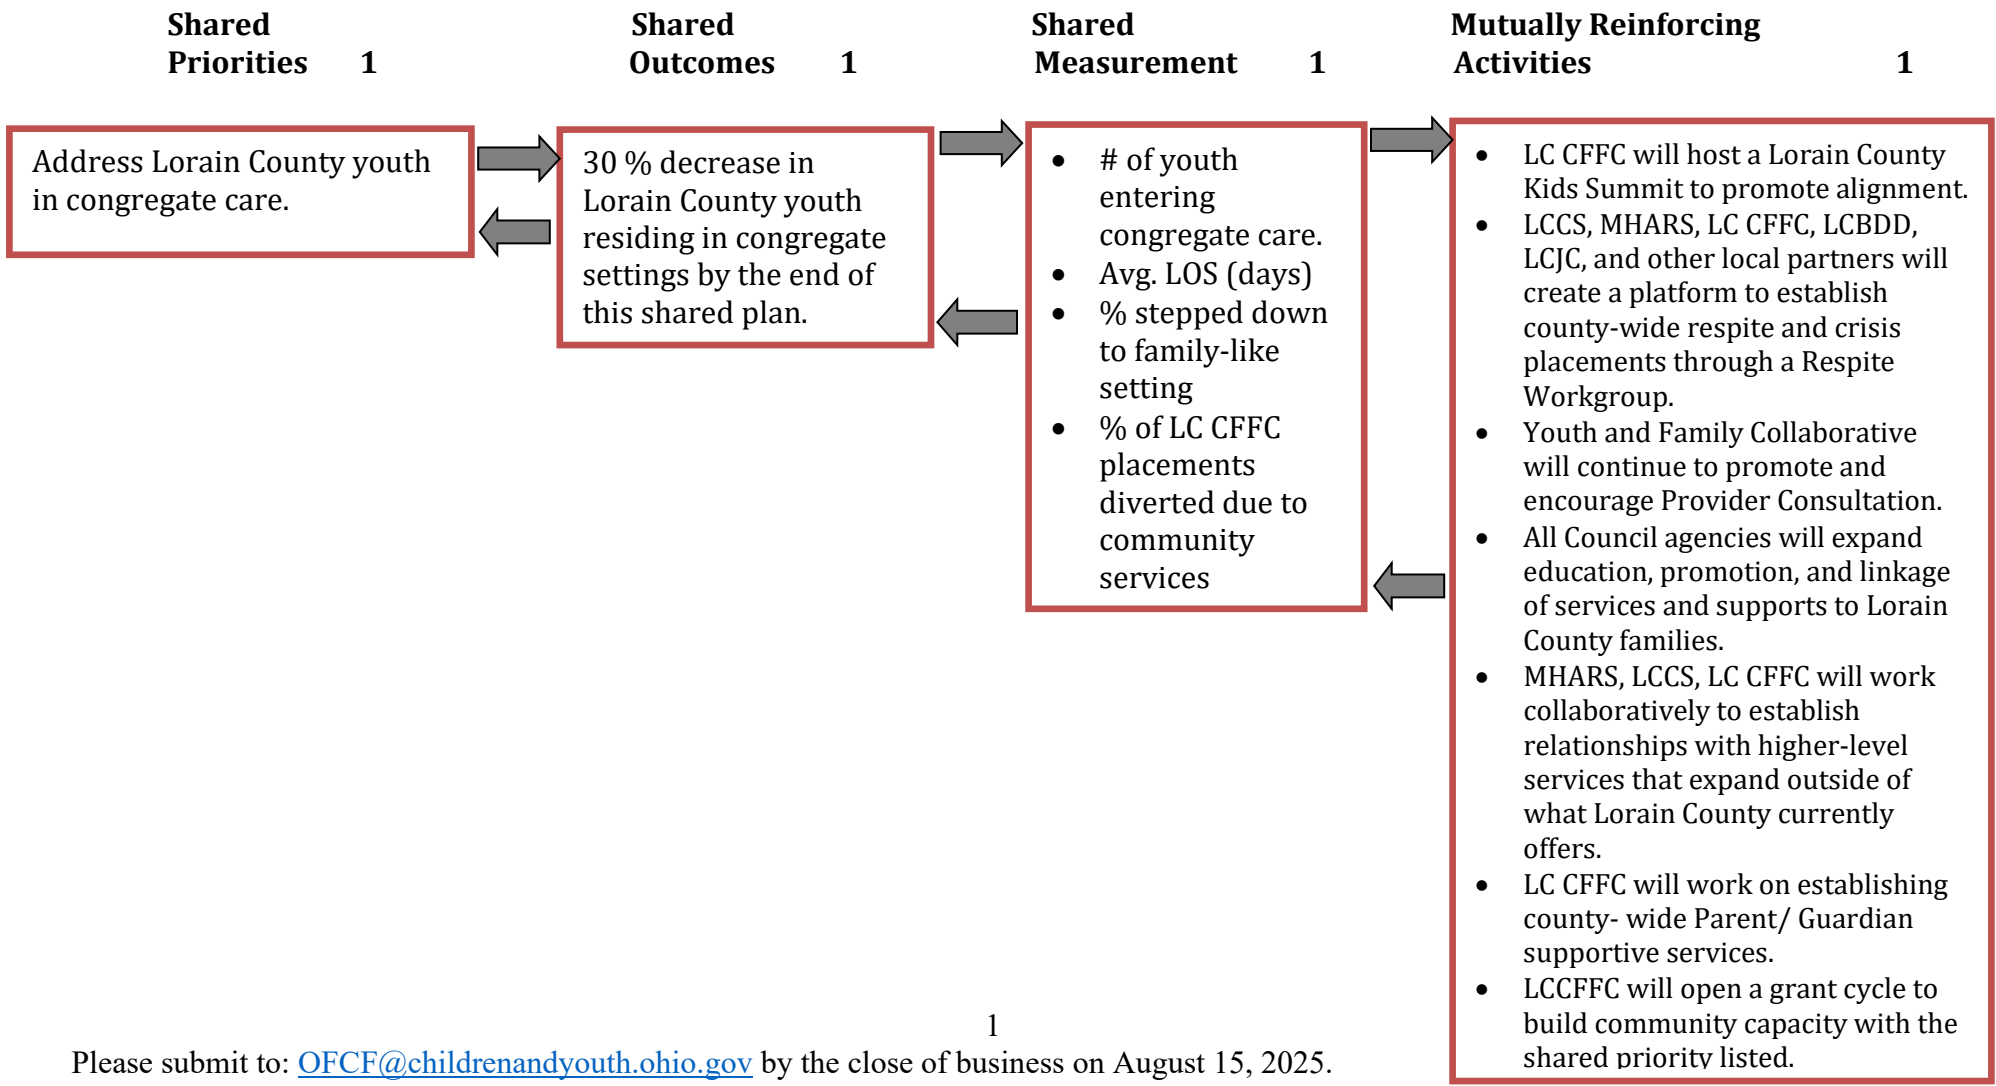 Shared
Priorities 1
Shared
Outcomes 1
Shared
Measurement 1
Mutually Reinforcing
Activities 1
Address Lorain County youth
in congregate care.
30 % decrease in
Lorain County youth
residing in congregate
settings by the end of
this shared plan.
• # of youth
entering
congregate care.
• Avg. LOS (days)
• % stepped down
to family-like
setting
• % of LC CFFC
placements
diverted due to
community
services
• LC CFFC will host a Lorain County
Kids Summit to promote alignment.
• LCCS, MHARS, LC CFFC, LCBDD,
LCJC, and other local partners will
create a platform to establish
county-wide respite and crisis
placements through a Respite
Workgroup.
• Youth and Family Collaborative
will continue to promote and
encourage Provider Consultation.
• All Council agencies will expand
education, promotion, and linkage
of services and supports to Lorain
County families.
• MHARS, LCCS, LC CFFC will work
collaboratively to establish
relationships with higher-level
services that expand outside of
what Lorain County currently
offers.
• LC CFFC will work on establishing
county- wide Parent/ Guardian
supportive services.
• LCCFFC will open a grant cycle to
build community capacity with the
shared priority listed.
1
Please submit to: OFCF@childrenandyouth.ohio.gov by the close of business on August 15, 2025.